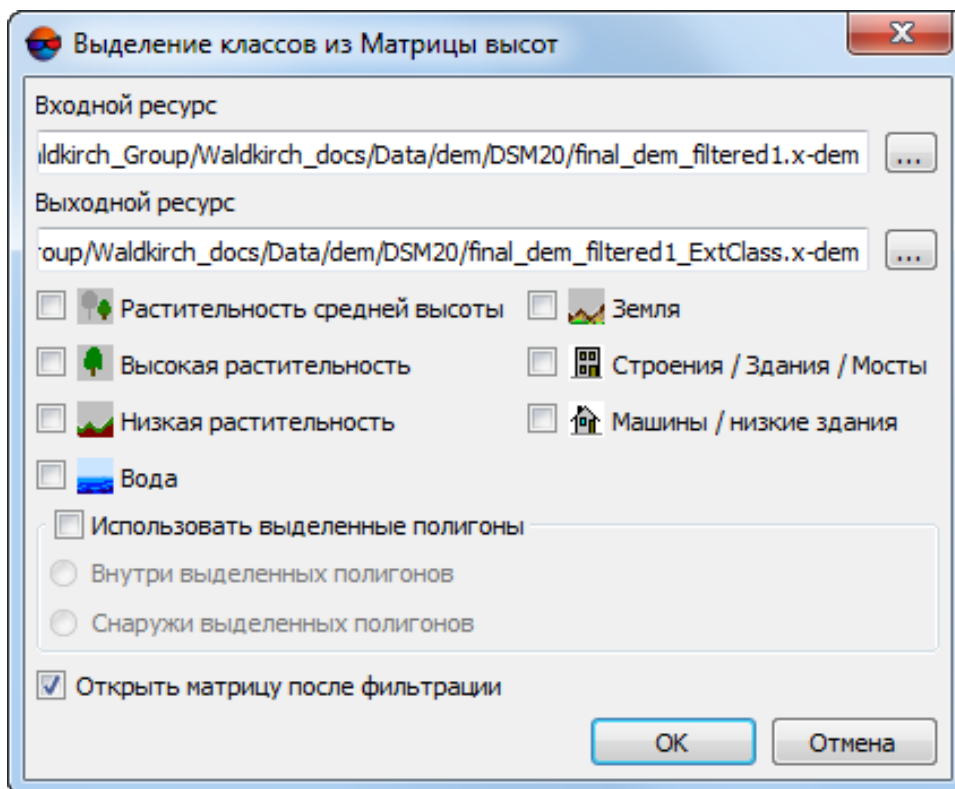 Выделение классов из Матрицы высот
Входной ресурс
ıldkirch_Group/Waldkirch_docs/Data/dem/DSM20/final_dem_filtered1.x-dem ...
Выходной ресурс
roup/Waldkirch_docs/Data/dem/DSM20/final_dem_filtered1_ExtClass.x-dem ...
Растительность средней высоты Земля
Высокая растительность Строения / Здания / Мосты
Низкая растительность Машины / низкие здания
Вода
Использовать выделенные полигоны
Внутри выделенных полигонов
Снаружи выделенных полигонов
Открыть матрицу после фильтрации
OK Отмена